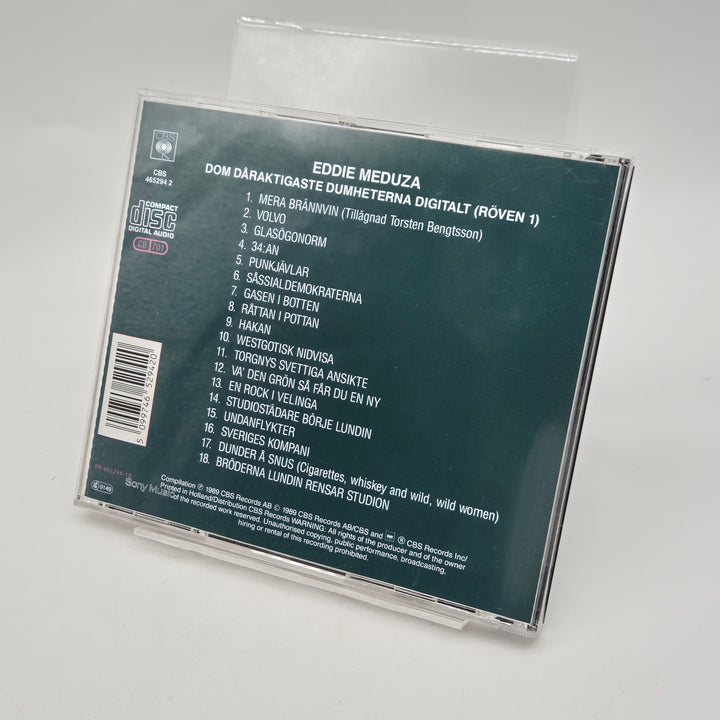 CBS
CBS
465294 2
COMPACT
disc
DIGITAL AUDIO
CB 701
EDDIE MEDUZA
DOM DÅRAKTIGASTE DUMHETERNA DIGITALT (RÖVEN 1)
1. MERA BRÄNNVIN (Tillägnad Torsten Bengtsson)
2. VOLVO
3. GLASÖGONORM
4. 34:AN
5. PUNKJÄVLAR
6. SÅSSIALDEMOKRATERNA
7. GASEN I BOTTEN
8. RÅTTAN I POTTAN
9. HAKAN
10. WESTGOTISK NIDVISA
11. TORGNYS SVETTIGA ANSIKTE
12. VA' DEN GRÖN SÅ FÅR DU EN NY
13. EN ROCK I VELINGA
14. STUDIOSTÄDARE BÖRJE LUNDIN
15. UNDANFLYKTER
16. SVERIGES KOMPANI
17. DUNDER Å SNUS (Cigarettes, whiskey and wild, wild women)
18. BRÖDERNA LUNDIN RENSAR STUDION
5 099746 529420
09-465294-10
Sony Music
0149
Compilation ℗ 1989 CBS Records AB © 1989 CBS Records AB/CBS and ® CBS Records Inc/
Printed in Holland/Distribution CBS Records WARNING: All rights of the producer and of the owner
of the recorded work reserved. Unauthorised copying, public performance, broadcasting,
hiring or rental of this recording prohibited.